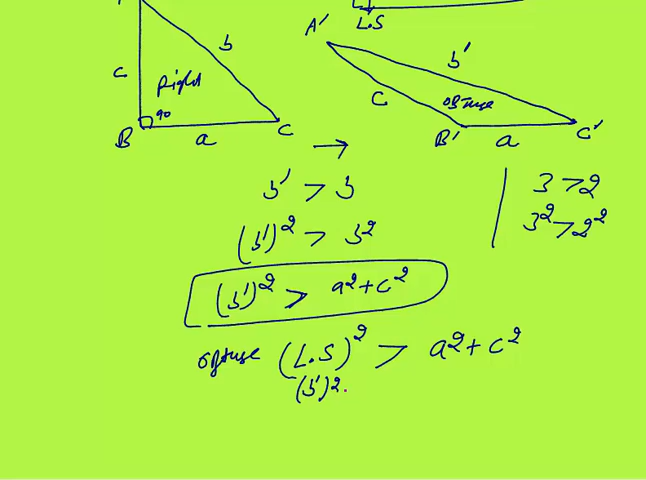 L.S
A'
b
b'
c
Right
c
obtuse
90
B
a
C
B'
a
C'
→
b' > b
3 > 2
(b')² > b²
3² > 2²
(b')² > a² + c²
obtuse (L.S)² > a² + c²
(b')².